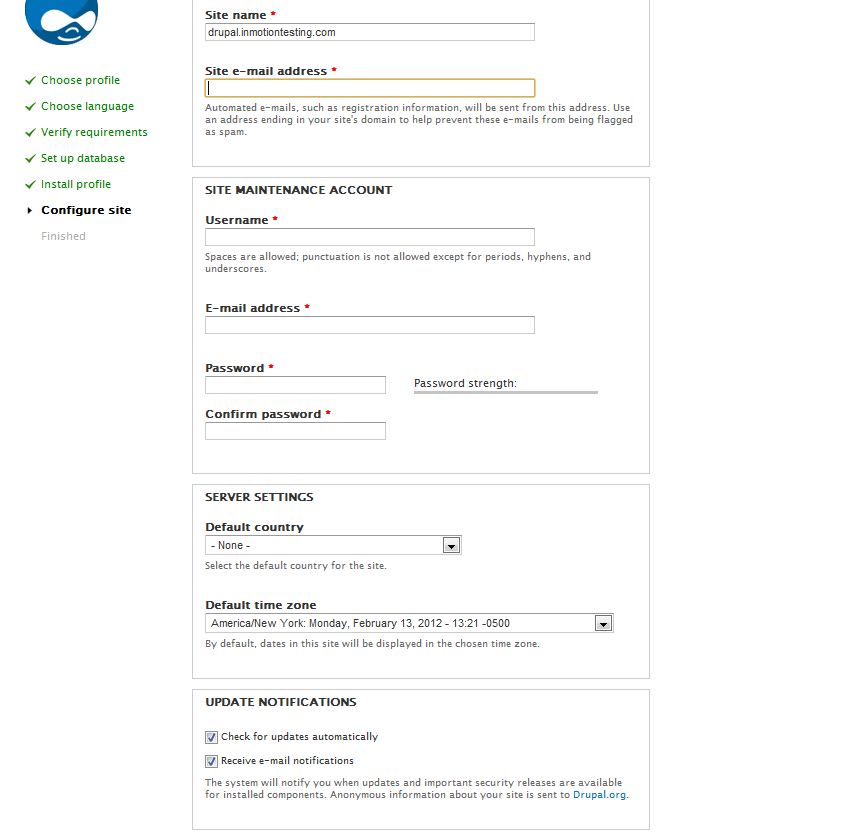 Site name *
drupal.inmotiontesting.com
Site e-mail address *
Automated e-mails, such as registration information, will be sent from this address. Use
an address ending in your site's domain to help prevent these e-mails from being flagged
as spam.
Choose profile
Choose language
Verify requirements
Set up database
Install profile
Configure site
Finished
SITE MAINTENANCE ACCOUNT
Username *
Spaces are allowed; punctuation is not allowed except for periods, hyphens, and
underscores.
E-mail address *
Password *
Password strength:
Confirm password *
SERVER SETTINGS
Default country
- None -
Select the default country for the site.
Default time zone
America/New York: Monday, February 13, 2012 - 13:21 -0500
By default, dates in this site will be displayed in the chosen time zone.
UPDATE NOTIFICATIONS
Check for updates automatically
Receive e-mail notifications
The system will notify you when updates and important security releases are available
for installed components. Anonymous information about your site is sent to Drupal.org.